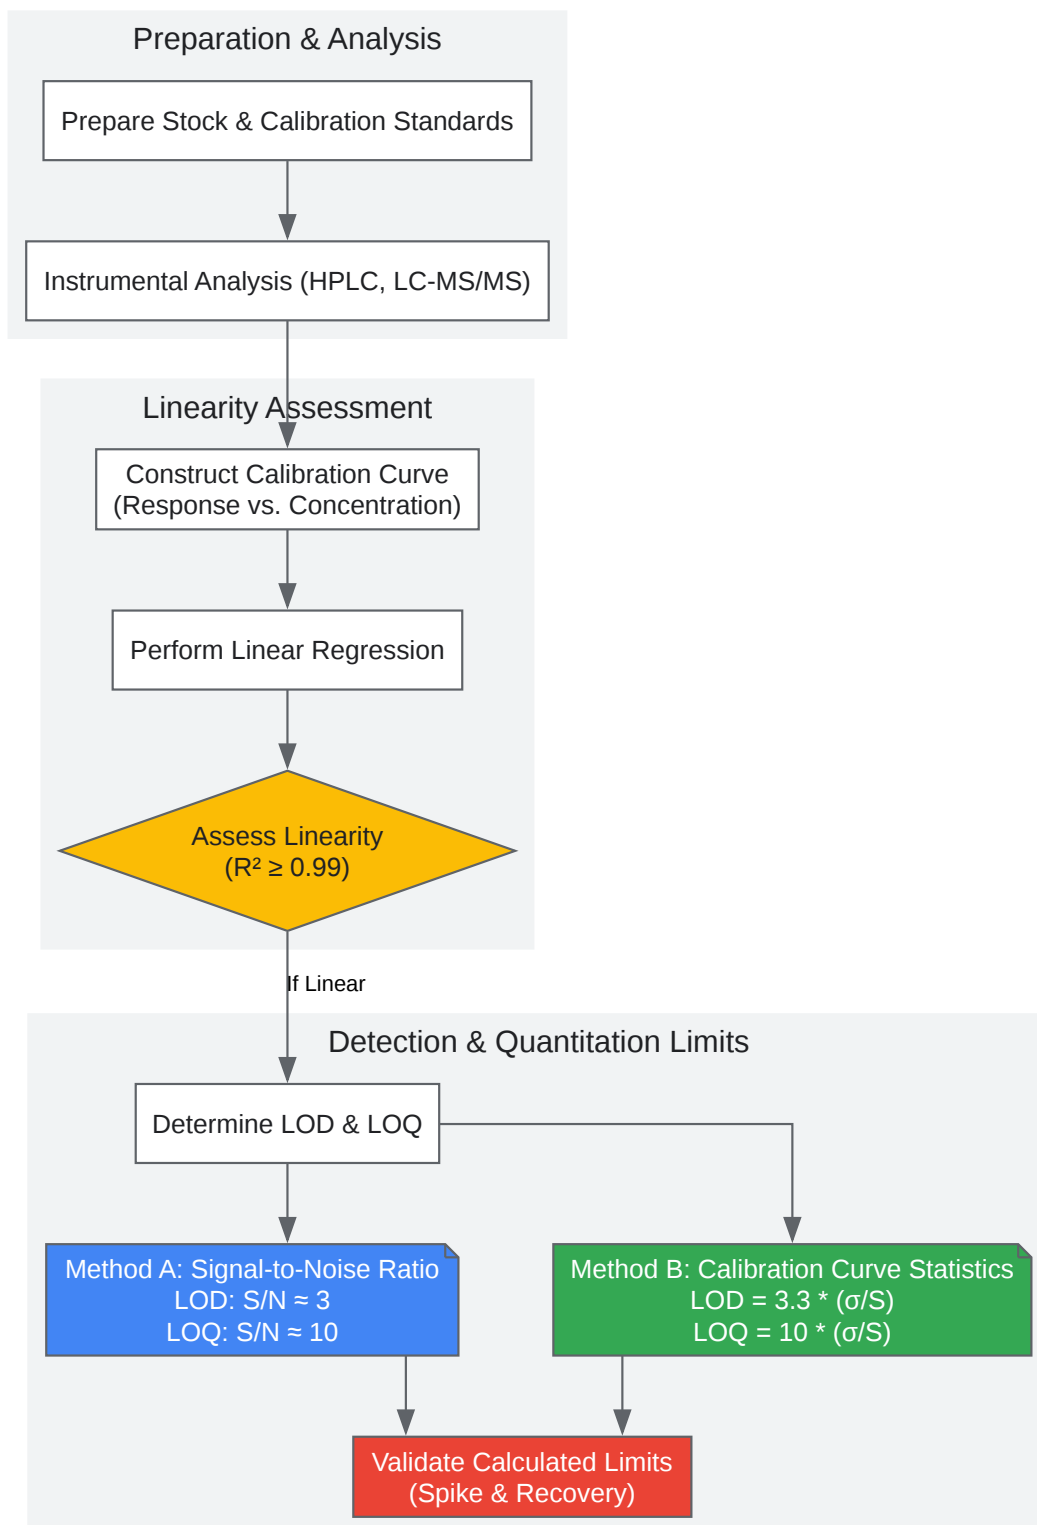 Preparation & Analysis
Prepare Stock & Calibration Standards
Instrumental Analysis (HPLC, LC-MS/MS)
Linearity Assessment
Construct Calibration Curve
(Response vs. Concentration)
Perform Linear Regression
Assess Linearity
(R² ≥ 0.99)
If Linear
Detection & Quantitation Limits
Determine LOD & LOQ
Method A: Signal-to-Noise Ratio
LOD: S/N ≈ 3
LOQ: S/N ≈ 10
Method B: Calibration Curve Statistics
LOD = 3.3 * (σ/S)
LOQ = 10 * (σ/S)
Validate Calculated Limits
(Spike & Recovery)